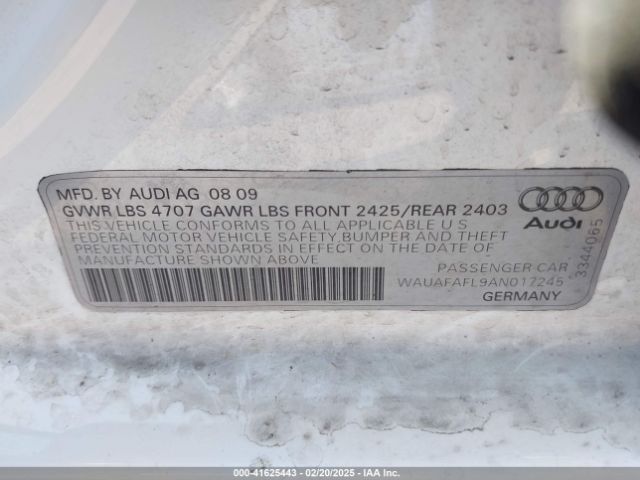 MFD. BY AUDI AG 08 09
GVWR LBS 4707 GAWR LBS FRONT 2425/REAR 2403
THIS VEHICLE CONFORMS TO ALL APPLICABLE U S
FEDERAL MOTOR VEHICLE SAFETY, BUMPER AND THEFT
PREVENTION STANDARDS IN EFFECT ON THE DATE OF
MANUFACTURE SHOWN ABOVE
PASSENGER CAR
WAUAFAFL9AN017245
GERMANY
Audi
3344065
000-41625443 - 02/20/2025 - IAA Inc.